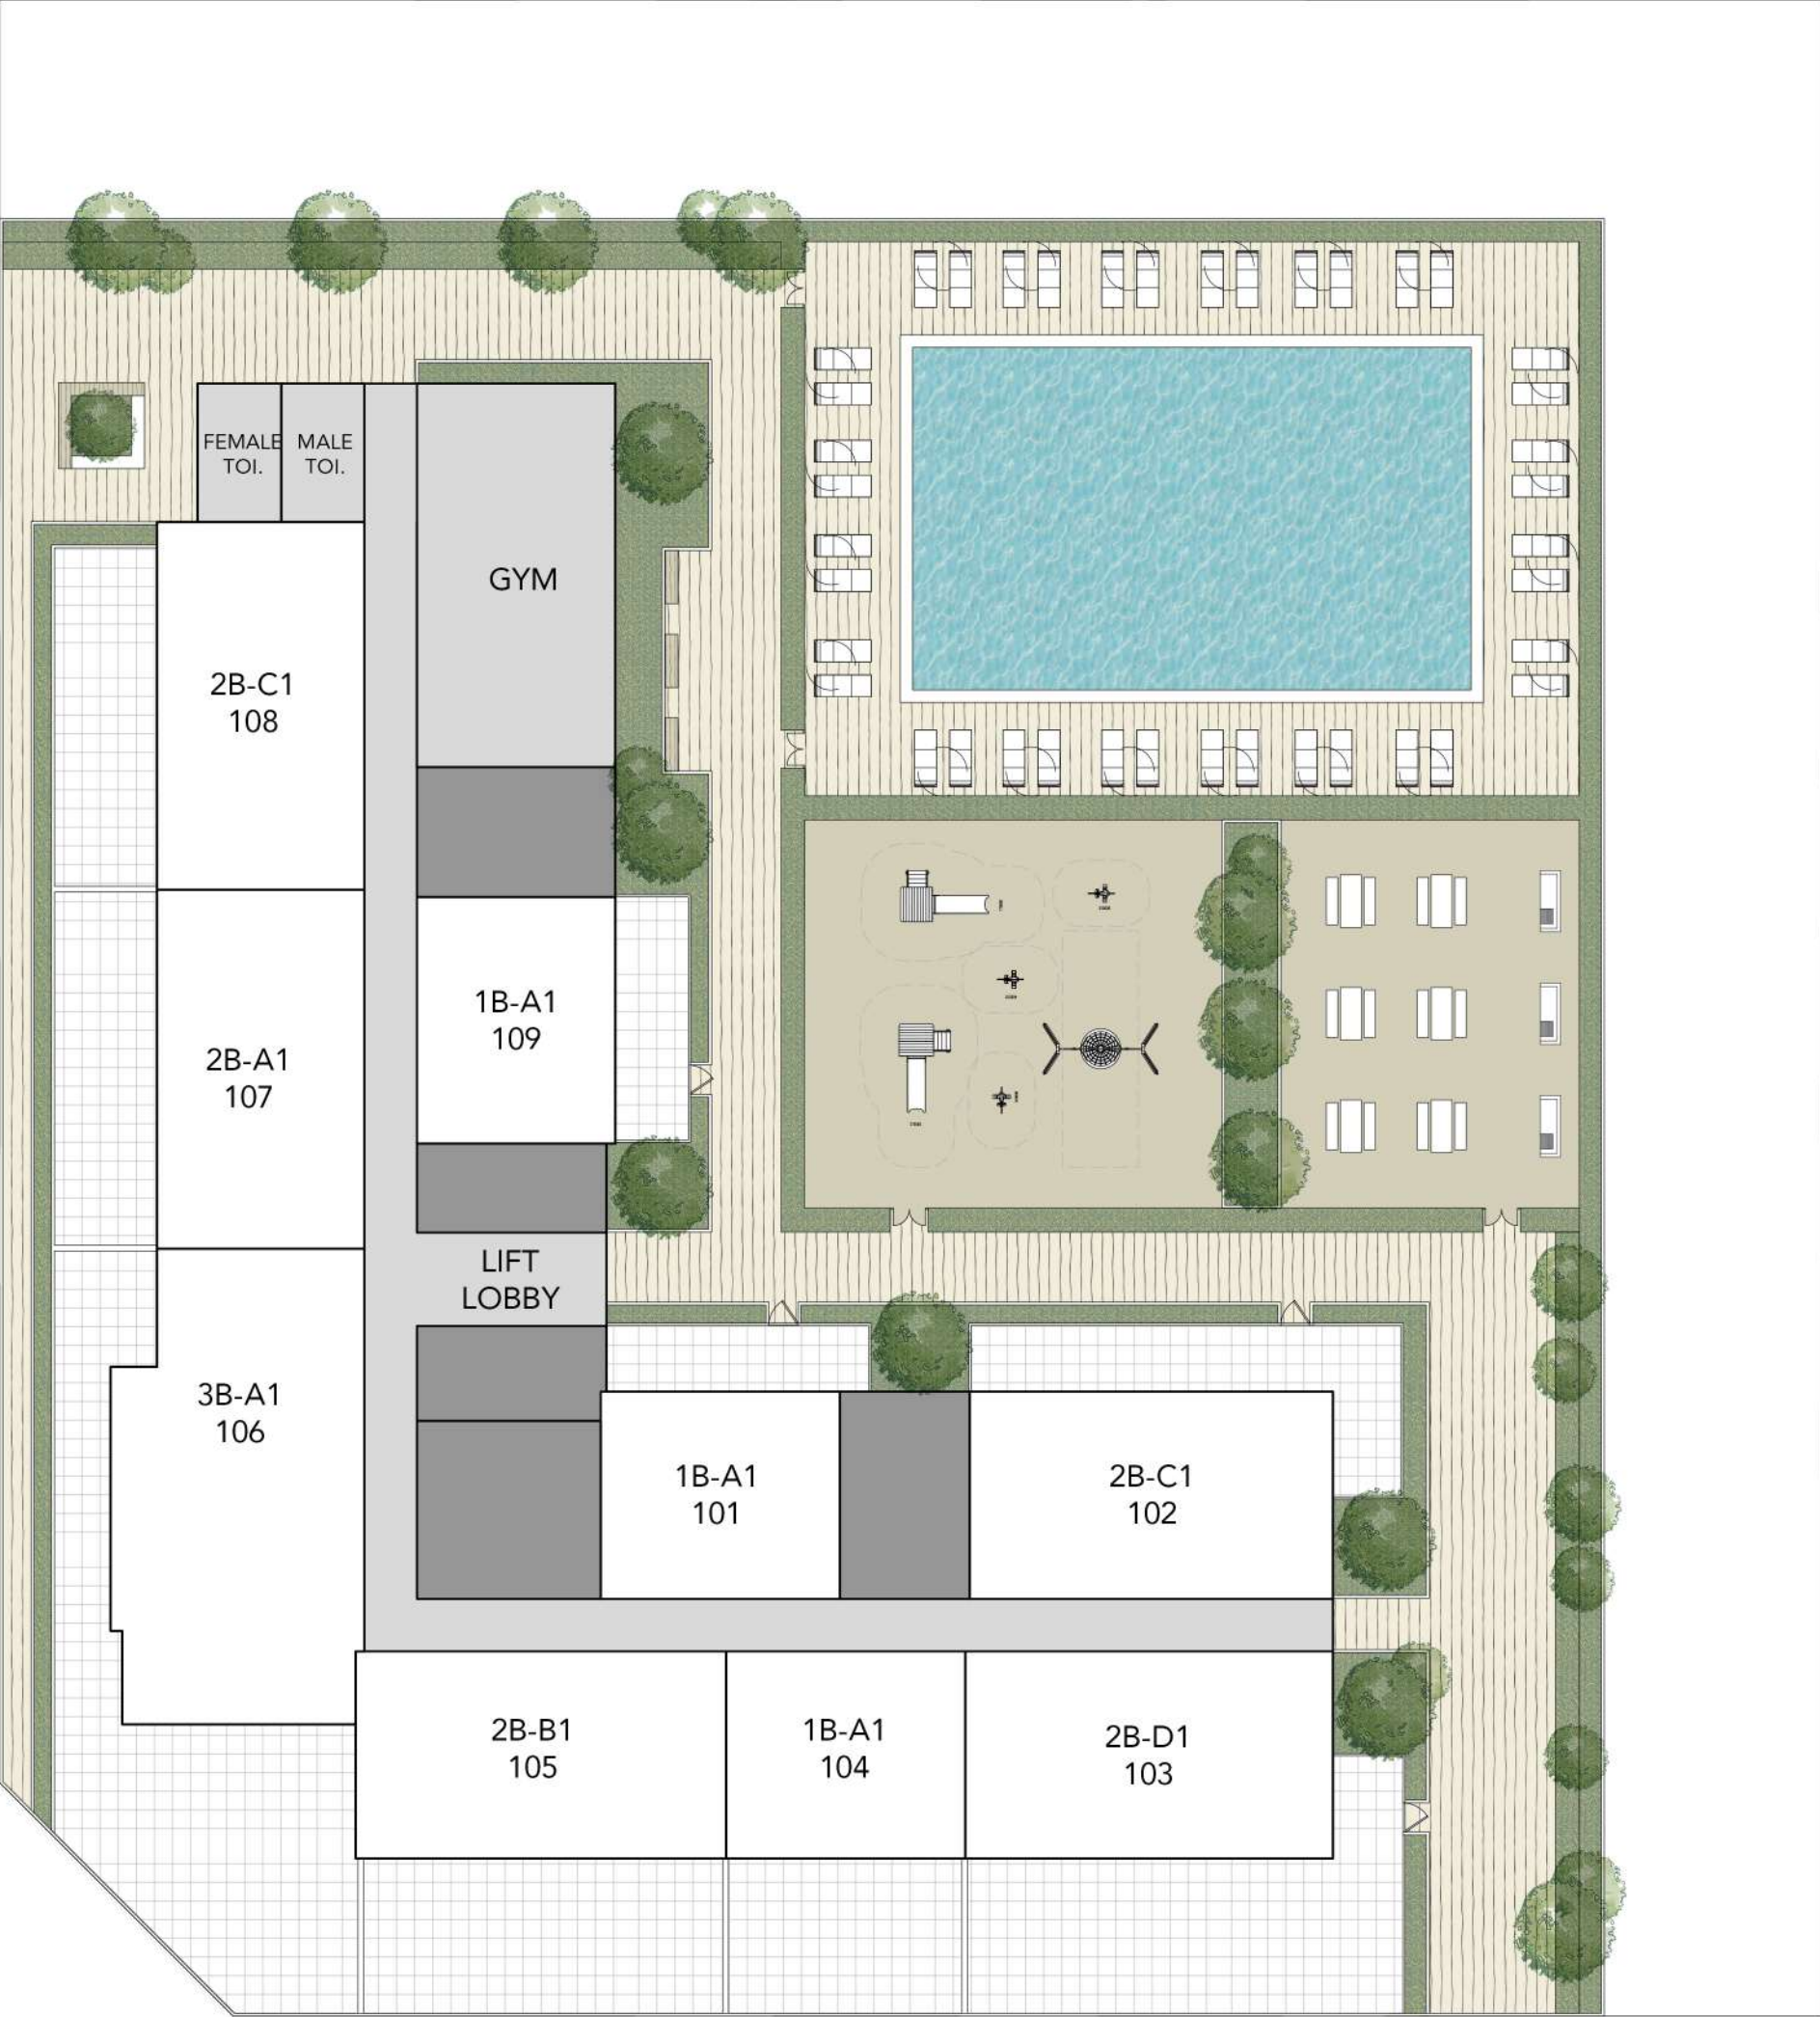 FEMALE
TOI.
MALE
TOI.
GYM
2B-C1
108
1B-A1
109
2B-A1
107
LIFT
LOBBY
3B-A1
106
1B-A1
101
2B-C1
102
2B-B1
105
1B-A1
104
2B-D1
103